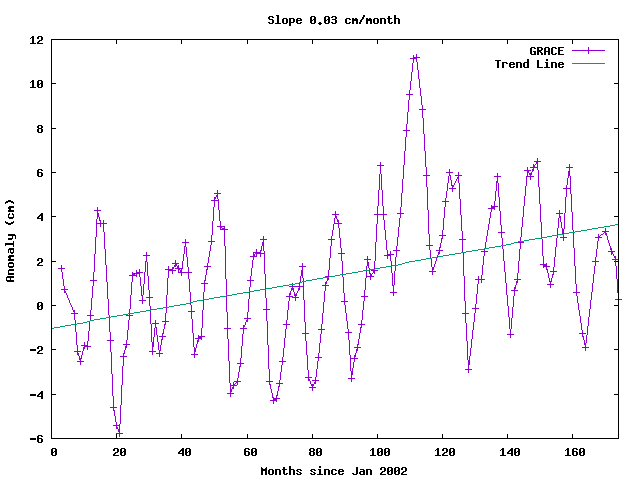 Slope 0.03 cm/month
GRACE
Trend Line
12
10
8
6
4
2
0
-2
-4
-6
Anomaly (cm)
0 20 40 60 80 100 120 140 160
Months since Jan 2002